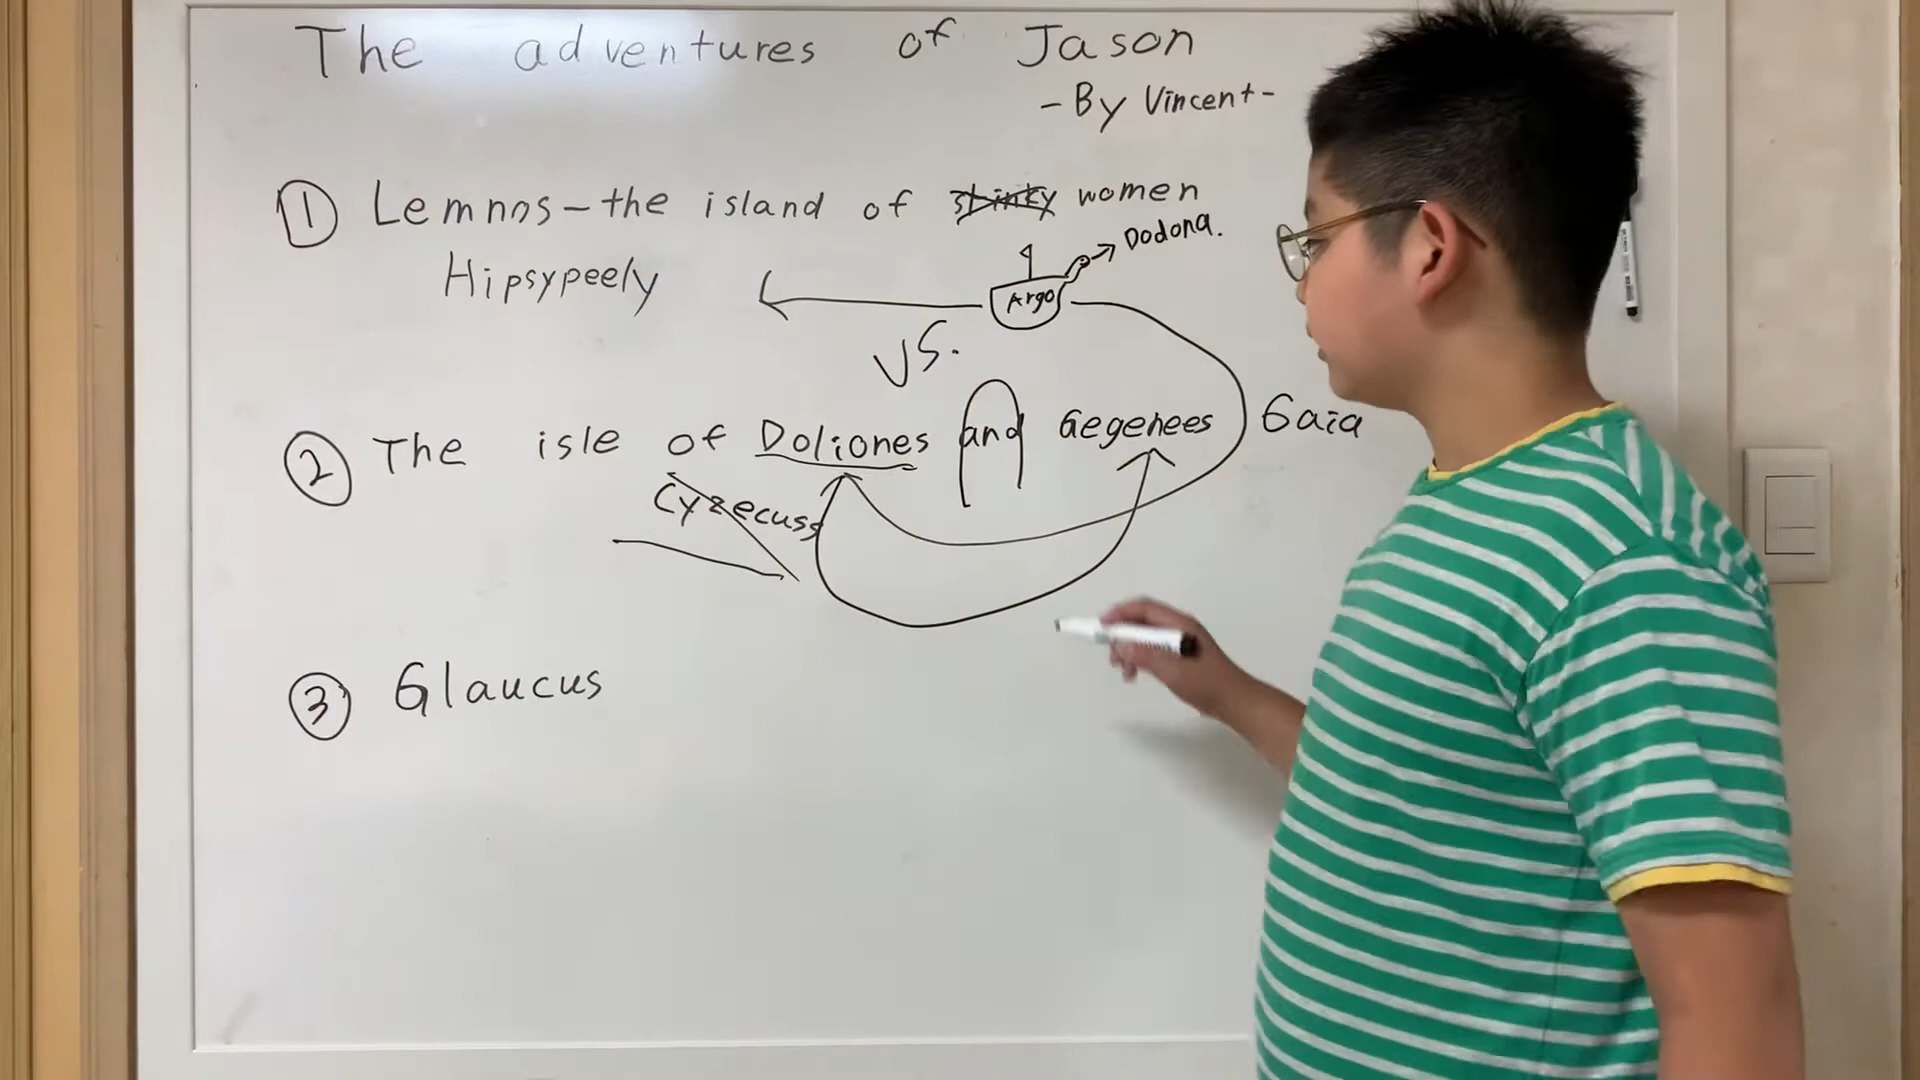 The adventures of Jason
- By Vincent -
① Lemnos - the island of stinky women
Dodona.
Hipsypeely
Argo
VS.
② The isle of Doliones and Gegenees Gaia
Cyzecuss
③ Glaucus